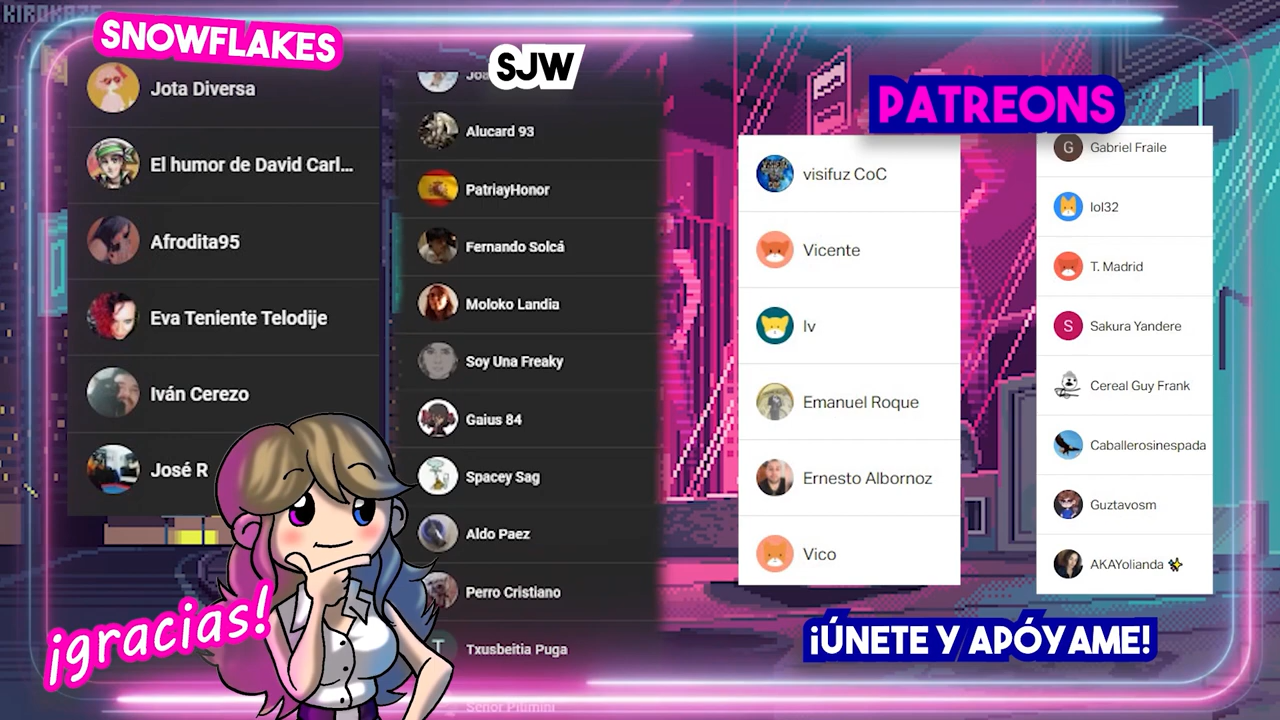 KIROKAZE
SNOWFLAKES
Jota Diversa
El humor de David Carl...
Afrodita95
Eva Teniente Telodije
Iván Cerezo
José R
SJW
Alucard 93
PatriayHonor
Fernando Solcá
Moloko Landia
Soy Una Freaky
Gaius 84
Spacey Sag
Aldo Paez
Perro Cristiano
T
Txusbeitia Puga
Señor Pitimini
PATREONS
visifuz CoC
Vicente
Iv
Emanuel Roque
Ernesto Albornoz
Vico
G
Gabriel Fraile
lol32
T. Madrid
S
Sakura Yandere
Cereal Guy Frank
Caballerosinespada
Guztavosm
AKAYolianda ✨
¡gracias!
¡ÚNETE Y APÓYAME!